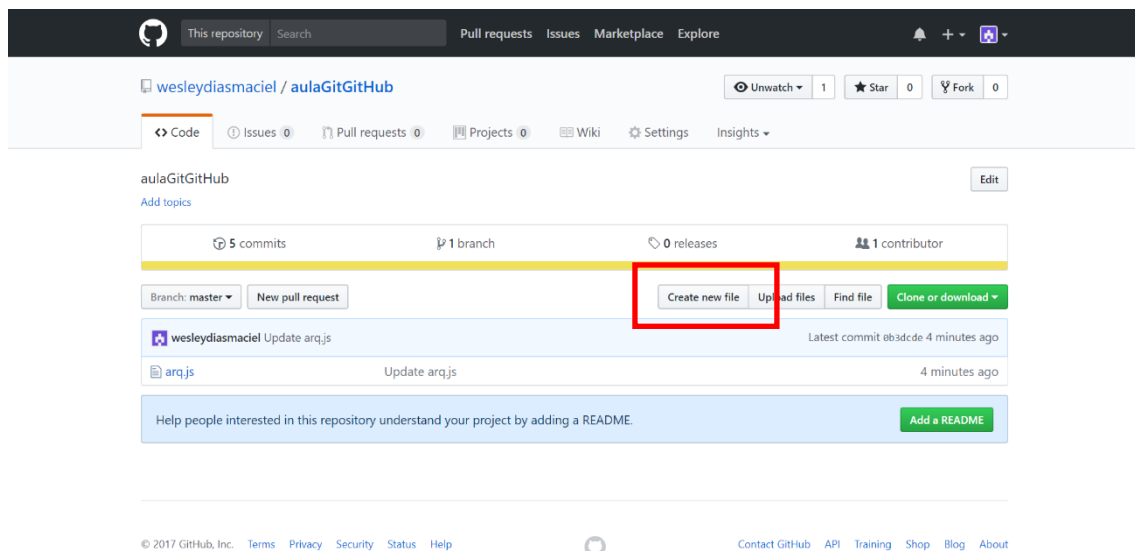 This repository Search Pull requests Issues Marketplace Explore
wesleydiasmaciel / aulaGitGitHub Unwatch 1 Star 0 Fork 0
Code Issues 0 Pull requests 0 Projects 0 Wiki Settings Insights
aulaGitGitHub Edit
Add topics
5 commits 1 branch 0 releases 1 contributor
Branch: master New pull request Create new file Upload files Find file Clone or download
wesleydiasmaciel Update arq.js Latest commit 0b3dcde 4 minutes ago
arq.js Update arq.js 4 minutes ago
Help people interested in this repository understand your project by adding a README. Add a README
© 2017 GitHub, Inc. Terms Privacy Security Status Help Contact GitHub API Training Shop Blog About